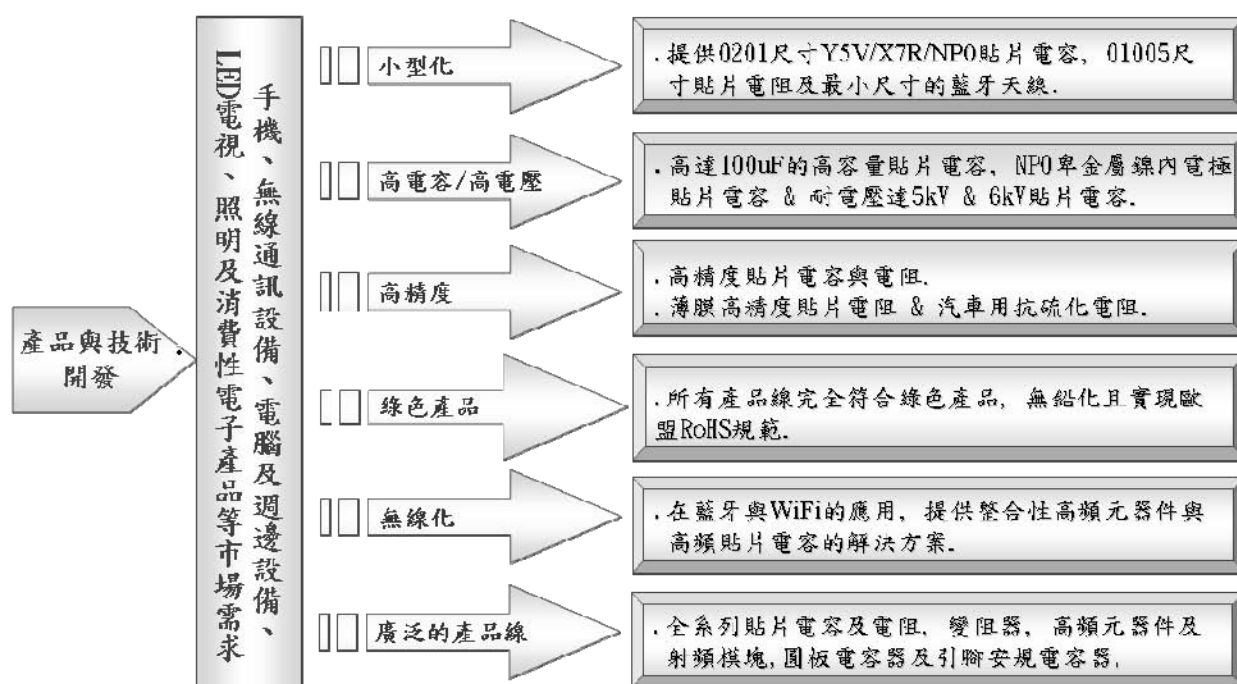 產品與技術
開發
手機、無線通訊設備、電腦及週邊設備、
LED電視、照明及消費性電子產品等市場需求
小型化
.提供0201尺寸Y5V/X7R/NP0貼片電容, 01005尺
寸貼片電阻及最小尺寸的藍牙天線.
高電容/高電壓
.高達100uF的高容量貼片電容, NPO卑金屬鎳內電極
貼片電容 & 耐電壓達5kV & 6kV貼片電容.
高精度
.高精度貼片電容與電阻.
.薄膜高精度貼片電阻 & 汽車用抗硫化電阻.
綠色產品
.所有產品線完全符合綠色產品, 無鉛化且實現歐
盟RoHS規範.
無線化
.在藍牙與WiFi的應用, 提供整合性高頻元器件與
高頻貼片電容的解決方案.
廣泛的產品線
.全系列貼片電容及電阻, 變阻器, 高頻元器件及
射頻模塊,圓板電容器及引腳安規電容器.